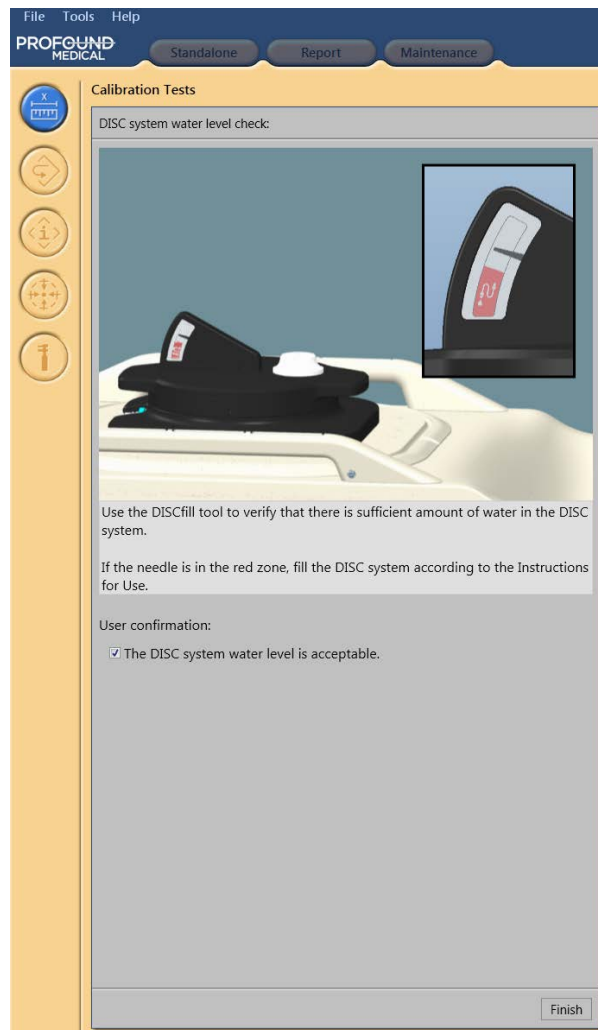 File Tools Help
PROFOUND
MEDICAL
Standalone Report Maintenance
Calibration Tests
DISC system water level check:
Use the DISCfill tool to verify that there is sufficient amount of water in the DISC
system.
If the needle is in the red zone, fill the DISC system according to the Instructions
for Use.
User confirmation:
The DISC system water level is acceptable.
Finish